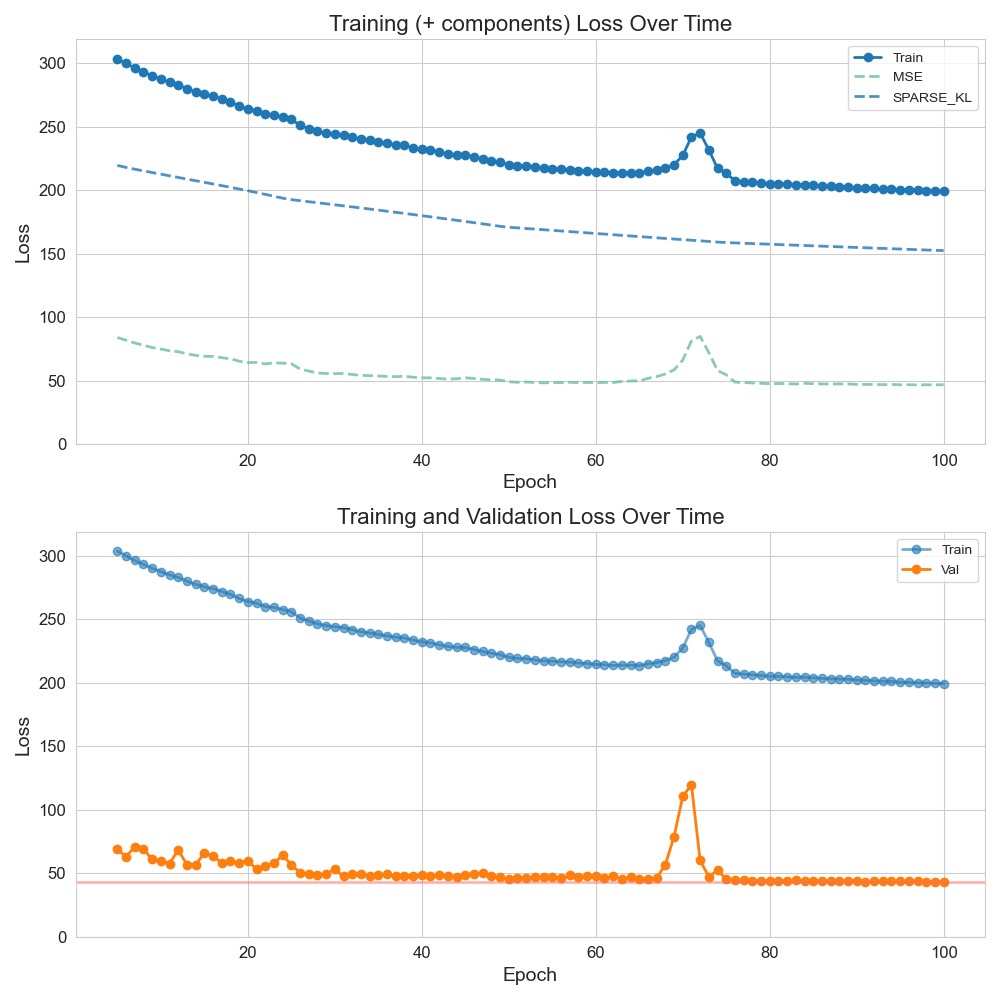 Training (+ components) Loss Over Time
Train
MSE
SPARSE_KL
300
250
200
150
100
50
0
Loss
20 40 60 80 100
Epoch
Training and Validation Loss Over Time
Train
Val
300
250
200
150
100
50
0
Loss
20 40 60 80 100
Epoch